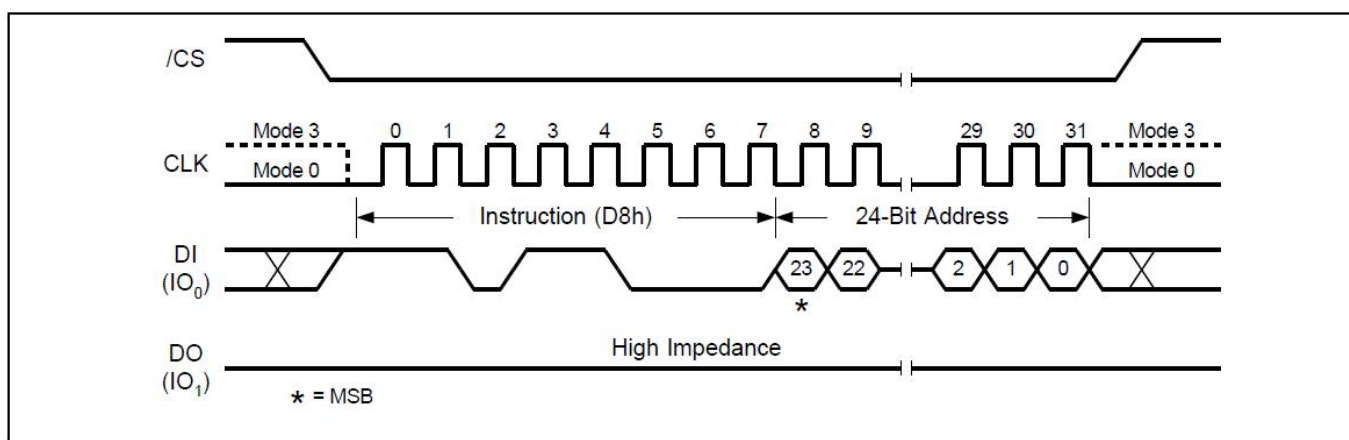 /CS
Mode 3 0 1 2 3 4 5 6 7 8 9 29 30 31 Mode 3
CLK Mode 0 Mode 0
Instruction (D8h) 24-Bit Address
DI
(IO0) 23 22 2 1 0
*
DO High Impedance
(IO1)
* = MSB